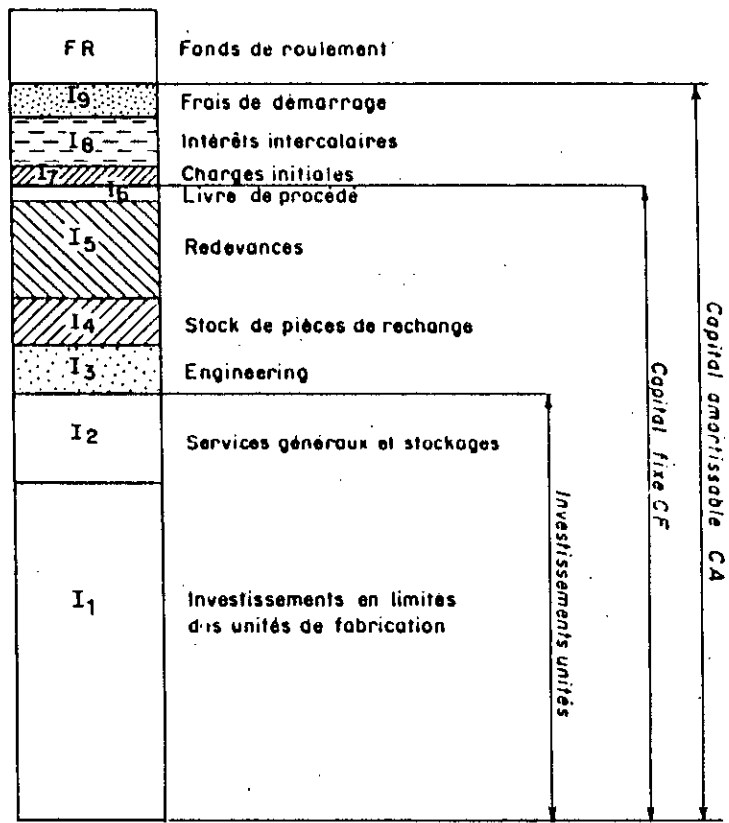 FR Fonds de roulement
I9 Frais de démarrage
I8 Intérêts intercalaires
I7 Charges initiales
I6 Livre de procédé
I5 Redevances
I4 Stock de pièces de rechange
I3 Engineering
I2 Services généraux et stockages
I1 Investissements en limites
des unités de fabrication
Investissements unités
Capital fixe CF
Capital amortissable CA